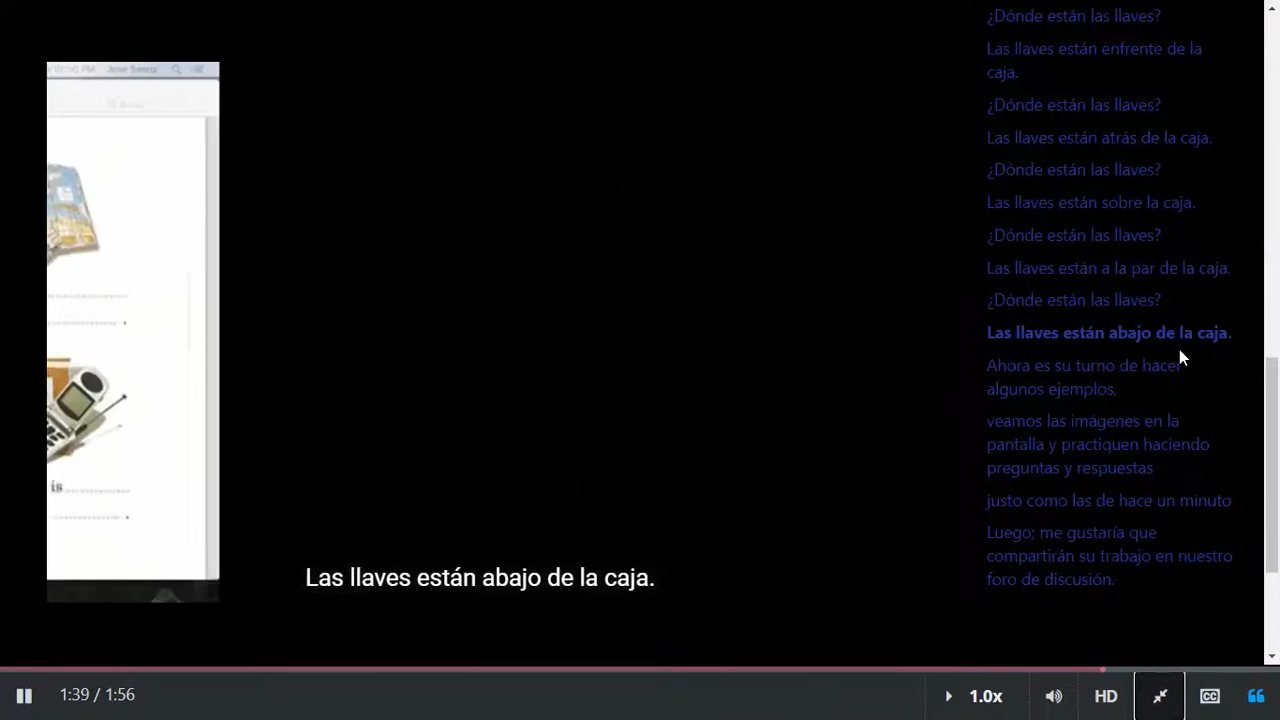 ¿Dónde están las llaves?
Las llaves están enfrente de la
caja.
¿Dónde están las llaves?
Las llaves están atrás de la caja.
¿Dónde están las llaves?
Las llaves están sobre la caja.
¿Dónde están las llaves?
Las llaves están a la par de la caja.
¿Dónde están las llaves?
Las llaves están abajo de la caja.
Ahora es su turno de hacer
algunos ejemplos,
veamos las imágenes en la
pantalla y practiquen haciendo
preguntas y respuestas
justo como las de hace un minuto
Luego; me gustaría que
compartirán su trabajo en nuestro
foro de discusión.
is
Las llaves están abajo de la caja.
1:39 / 1:56
1.0x
HD
CC